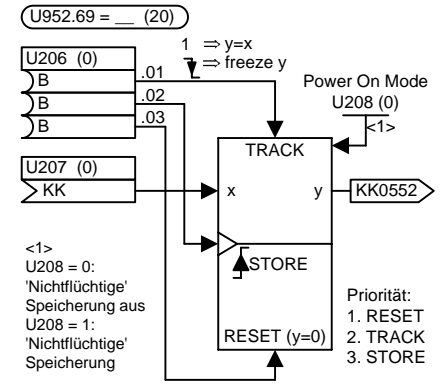 U952.69 = __ (20)
U206 (0)
B
.01
B
.02
B
.03
1 ⇒ y=x
⇒ freeze y
Power On Mode
U208 (0)
<1>
TRACK
U207 (0)
KK
x
y
KK0552
STORE
RESET (y=0)
<1>
U208 = 0:
'Nichtflüchtige'
Speicherung aus
U208 = 1:
'Nichtflüchtige'
Speicherung
Priorität:
1. RESET
2. TRACK
3. STORE